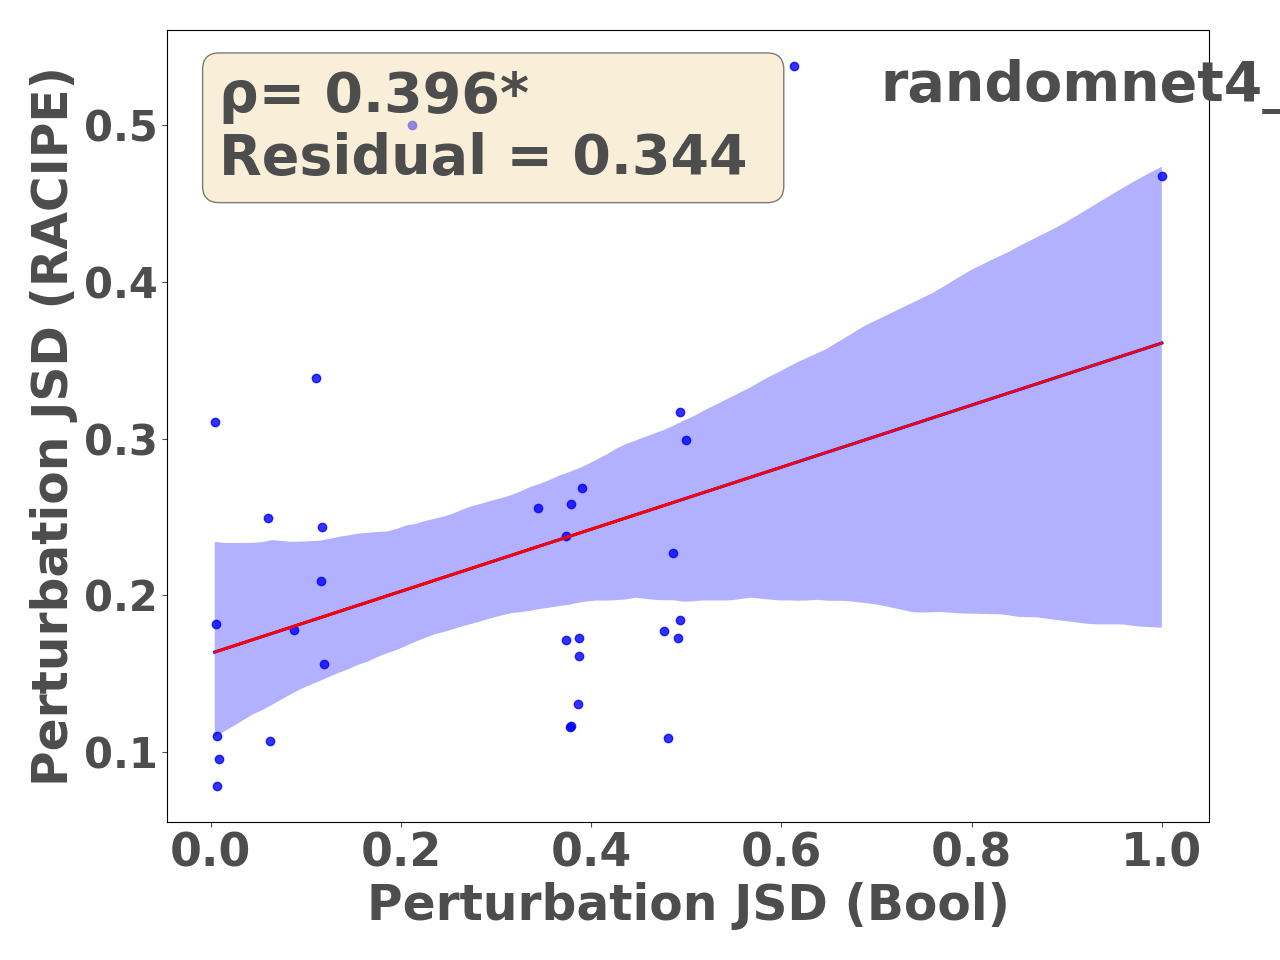 ρ= 0.396*
Residual = 0.344
randomnet4_
Perturbation JSD (RACIPE)
0.5
0.4
0.3
0.2
0.1
0.0 0.2 0.4 0.6 0.8 1.0
Perturbation JSD (Bool)